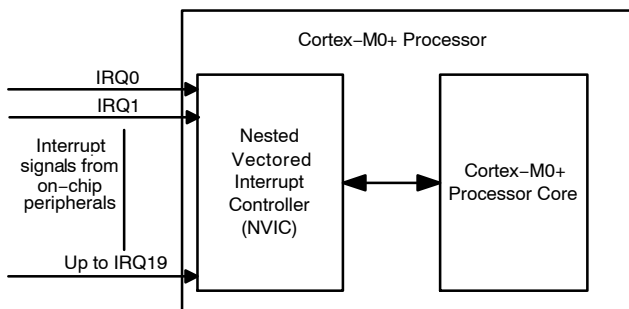 Cortex−M0+ Processor
IRQ0
IRQ1
Interrupt
signals from
on−chip
peripherals
Up to IRQ19
Nested
Vectored
Interrupt
Controller
(NVIC)
Cortex−M0+
Processor Core